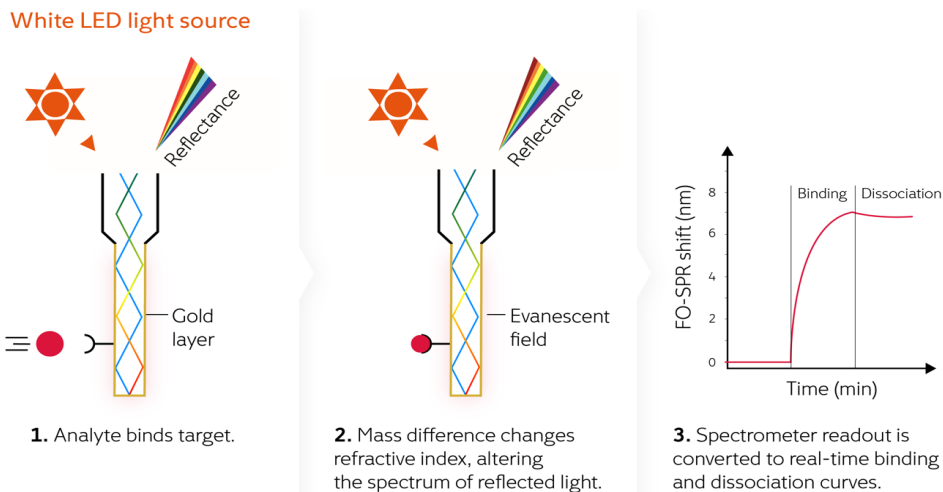 White LED light source
Reflectance
Gold
layer
1. Analyte binds target.
Reflectance
Evanescent
field
2. Mass difference changes
refractive index, altering
the spectrum of reflected light.
FO-SPR shift (nm)
8
6
4
2
0
Binding
Dissociation
Time (min)
3. Spectrometer readout is
converted to real-time binding
and dissociation curves.